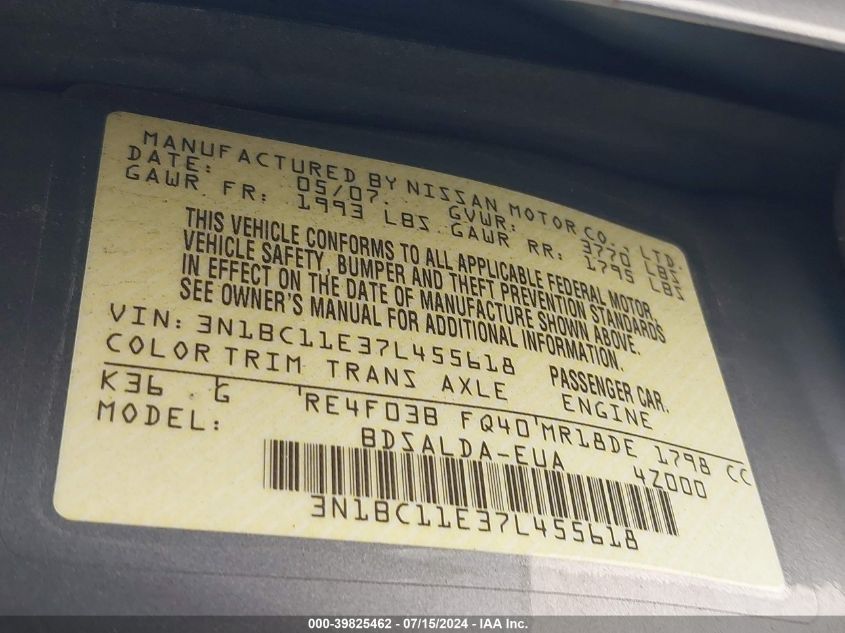 MANUFACTURED BY NISSAN MOTOR CO., LTD.
DATE: 05/07. GVWR: 3770 LBS
GAWR FR: 1993 LBS GAWR RR: 1795 LBS
THIS VEHICLE CONFORMS TO ALL APPLICABLE FEDERAL MOTOR
VEHICLE SAFETY, BUMPER AND THEFT PREVENTION STANDARDS
IN EFFECT ON THE DATE OF MANUFACTURE SHOWN ABOVE.
SEE OWNER'S MANUAL FOR ADDITIONAL INFORMATION.
VIN: 3N1BC11E37L455618 PASSENGER CAR.
COLOR TRIM TRANS AXLE ENGINE
K36 G RE4F03B FQ40 MR18DE 1798 CC
MODEL: BDSALDA-EUA 4Z000
3N1BC11E37L455618
000-39825462 - 07/15/2024 - IAA Inc.